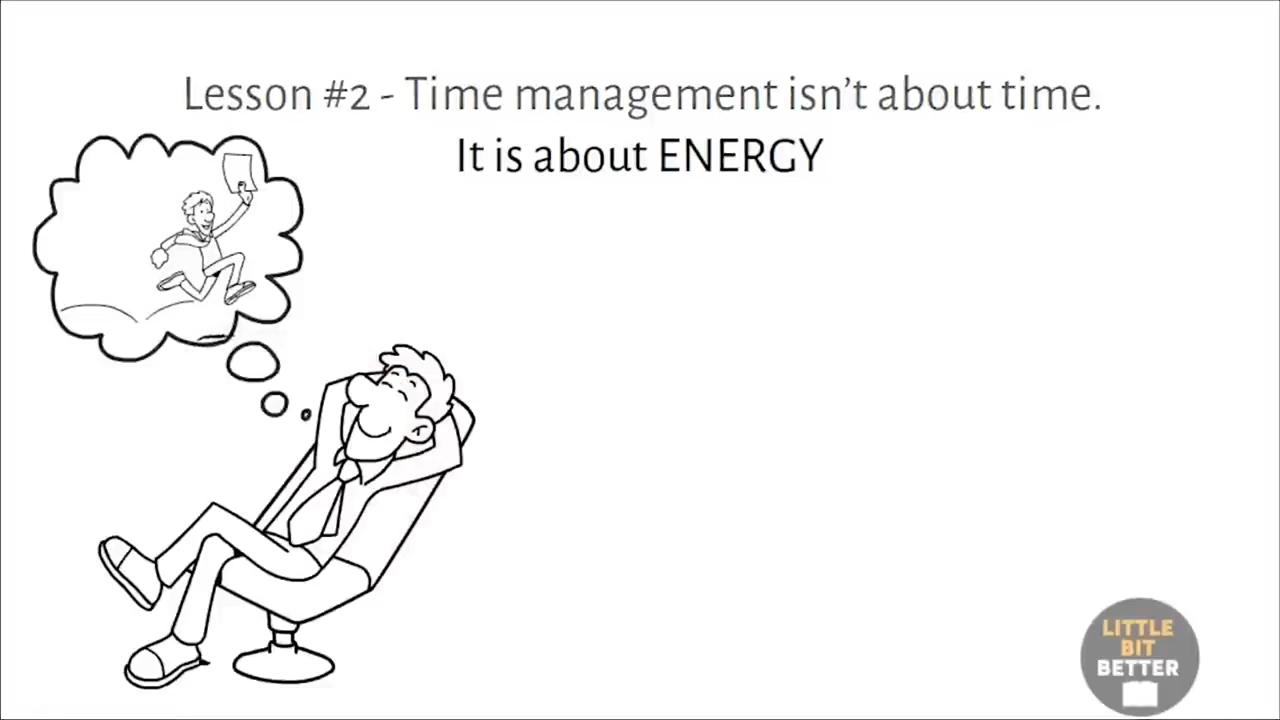 Lesson #2 - Time management isn't about time.
It is about ENERGY
LITTLE
BIT
BETTER